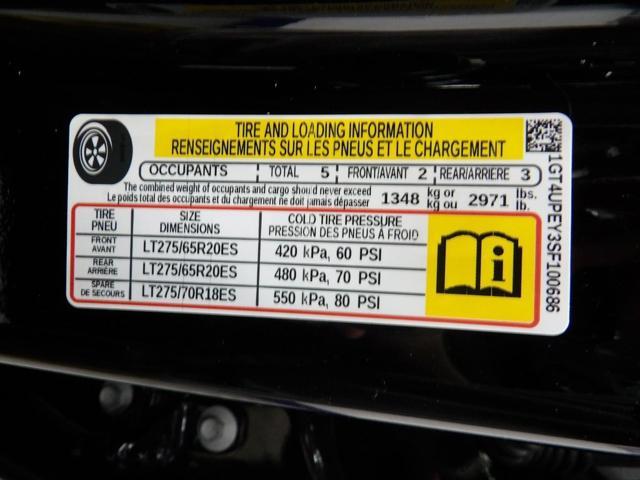 TIRE AND LOADING INFORMATION
RENSEIGNEMENTS SUR LES PNEUS ET LE CHARGEMENT
OCCUPANTS TOTAL 5 FRONT/AVANT 2 REAR/ARRIÈRE 3
The combined weight of occupants and cargo should never exceed
Le poids total des occupants et du chargement ne doit jamais dépasser
1348 kg or kg ou 2971 lbs. lb.
TIRE PNEU SIZE DIMENSIONS COLD TIRE PRESSURE PRESSION DES PNEUS À FROID
FRONT AVANT LT275/65R20ES 420 kPa, 60 PSI
REAR ARRIÈRE LT275/65R20ES 480 kPa, 70 PSI
SPARE DE SECOURS LT275/70R18ES 550 kPa, 80 PSI
1GT4UPEY3SF100686